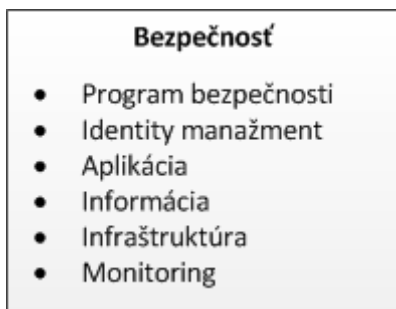 Bezpečnosť
• Program bezpečnosti
• Identity manažment
• Aplikácia
• Informácia
• Infraštruktúra
• Monitoring